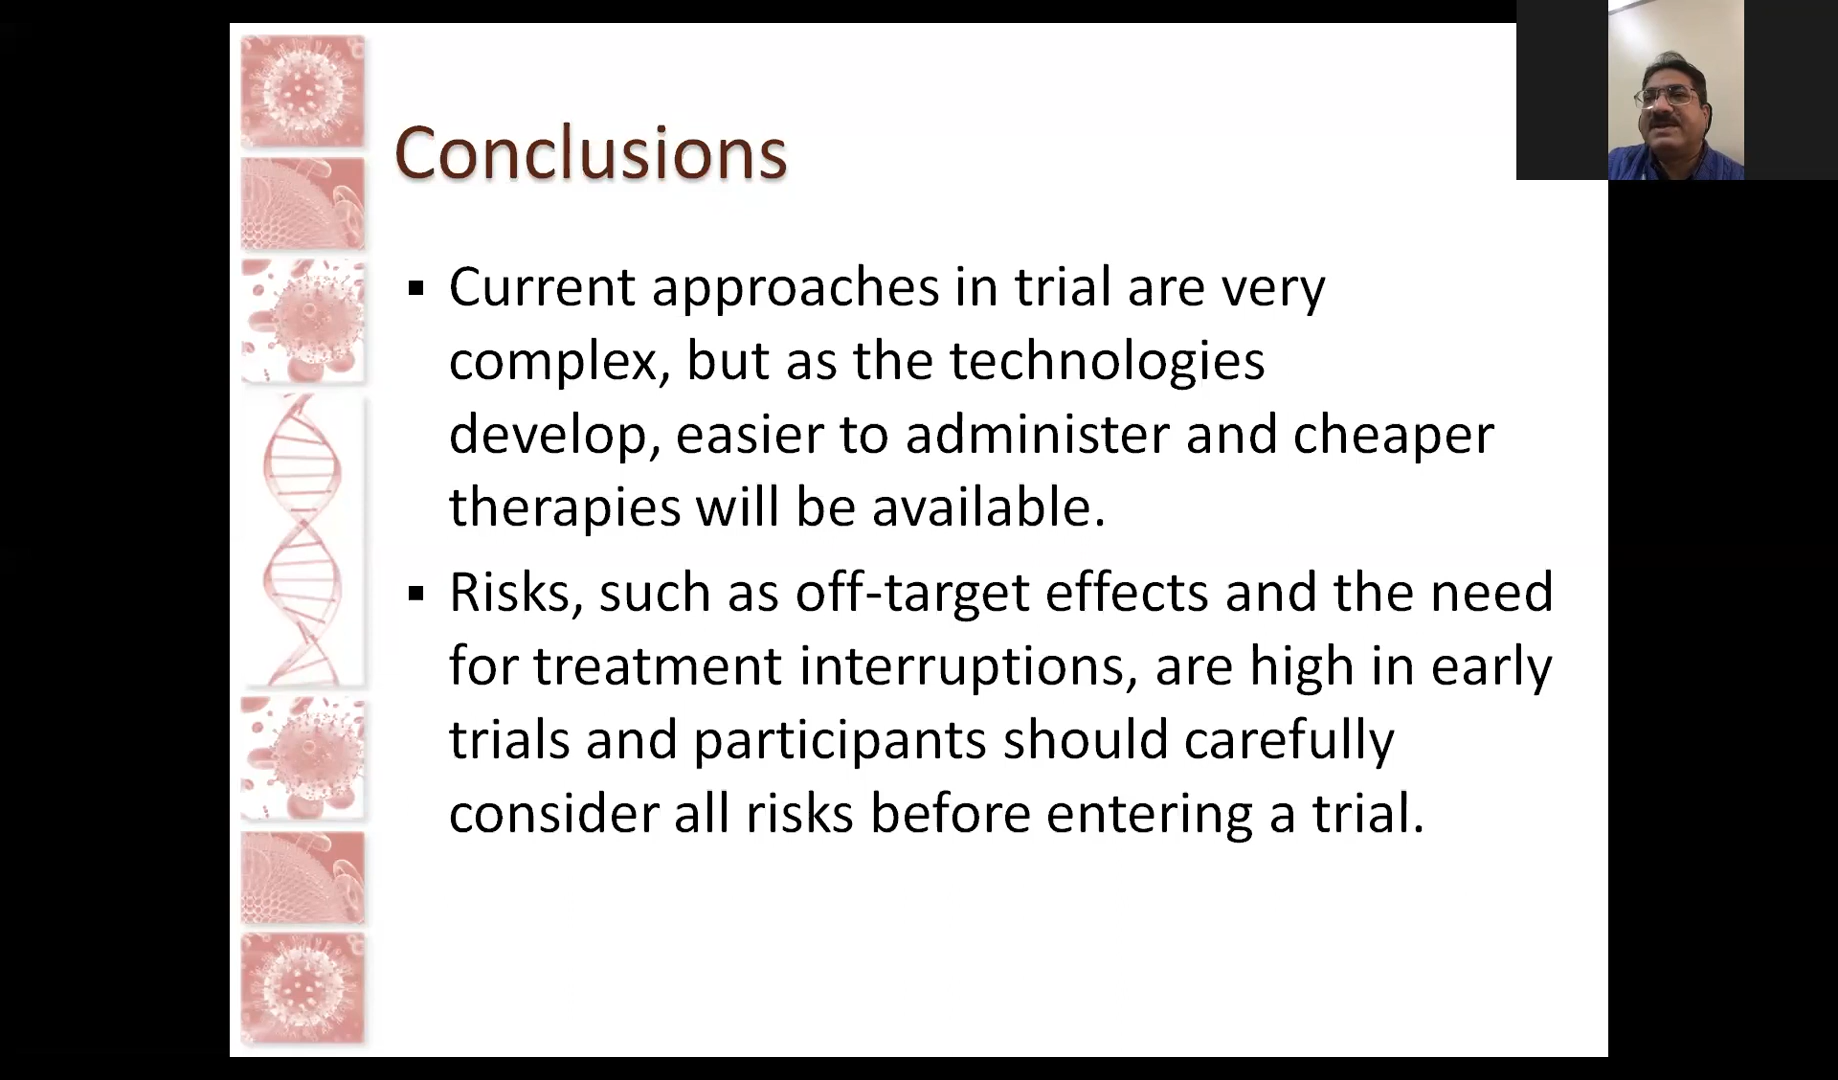 Conclusions
▪ Current approaches in trial are very
complex, but as the technologies
develop, easier to administer and cheaper
therapies will be available.
▪ Risks, such as off-target effects and the need
for treatment interruptions, are high in early
trials and participants should carefully
consider all risks before entering a trial.